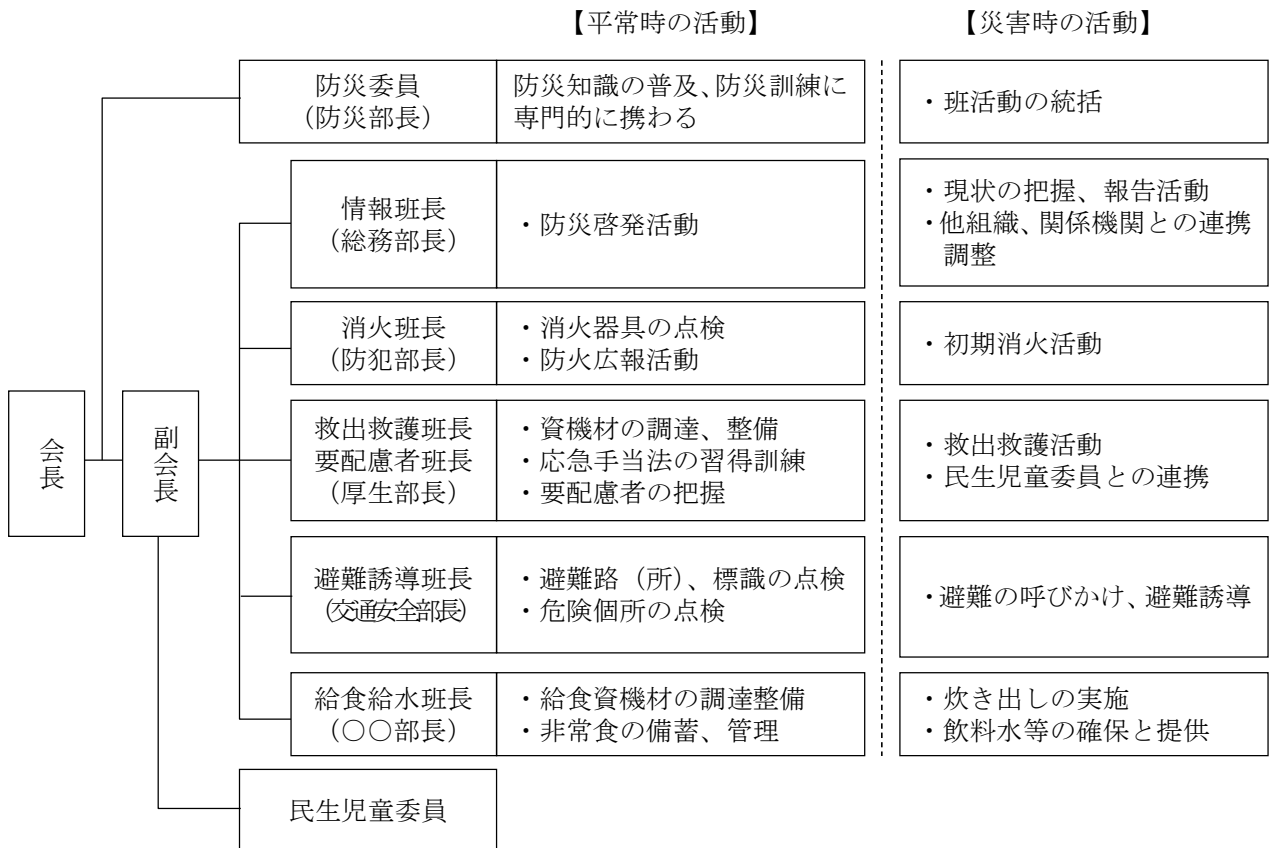 【平常時の活動】
【災害時の活動】
防災委員
(防災部長)
防災知識の普及、防災訓練に
専門的に携わる
・班活動の統括
情報班長
(総務部長)
・防災啓発活動
・現状の把握、報告活動
・他組織、関係機関との連携
調整
消火班長
(防犯部長)
・消火器具の点検
・防火広報活動
・初期消火活動
会長
副会長
救出救護班長
要配慮者班長
(厚生部長)
・資機材の調達、整備
・応急手当法の習得訓練
・要配慮者の把握
・救出救護活動
・民生児童委員との連携
避難誘導班長
(交通安全部長)
・避難路（所)、標識の点検
・危険個所の点検
・避難の呼びかけ、避難誘導
給食給水班長
(〇〇部長)
・給食資機材の調達整備
・非常食の備蓄、管理
・炊き出しの実施
・飲料水等の確保と提供
民生児童委員